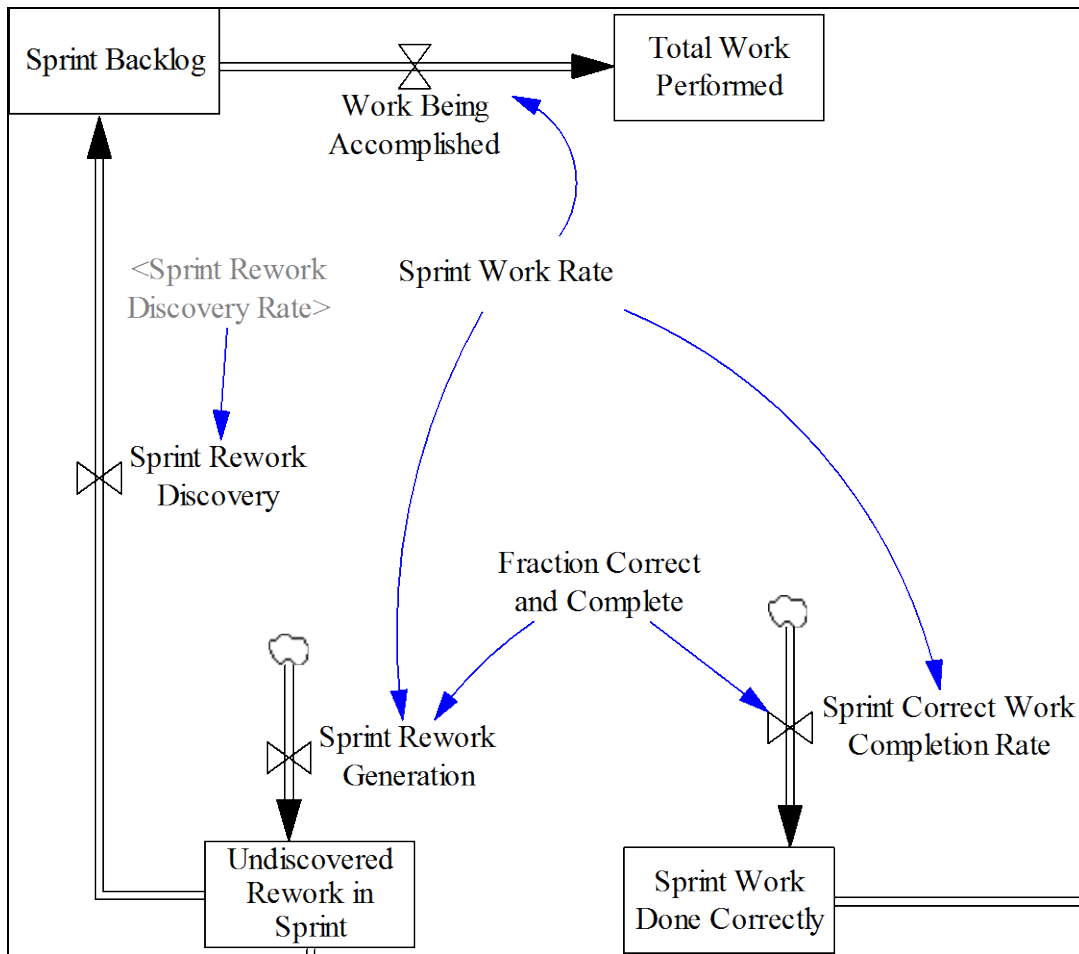 Sprint Backlog
Total Work
Performed
Work Being
Accomplished
<Sprint Rework
Discovery Rate>
Sprint Work Rate
Sprint Rework
Discovery
Fraction Correct
and Complete
Sprint Correct Work
Completion Rate
Sprint Rework
Generation
Undiscovered
Rework in
Sprint
Sprint Work
Done Correctly